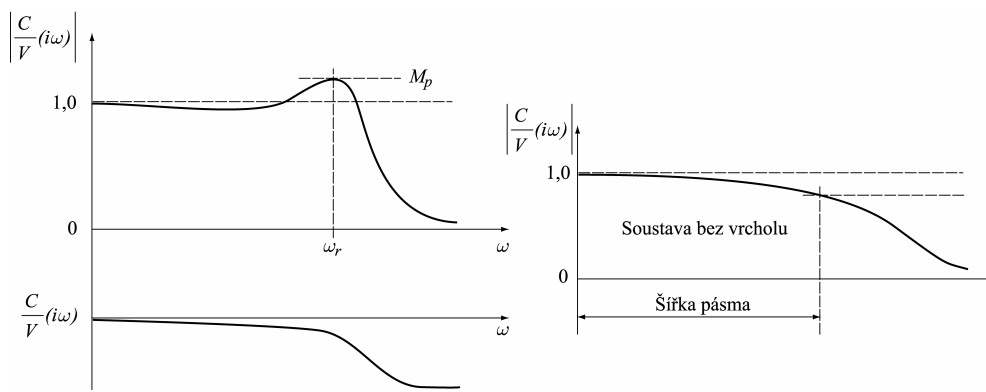 |C/V(iω)|
M_p
1,0
0
ω_r
ω
C/V(iω)
ω
|C/V(iω)|
1,0
Soustava bez vrcholu
0
Šířka pásma